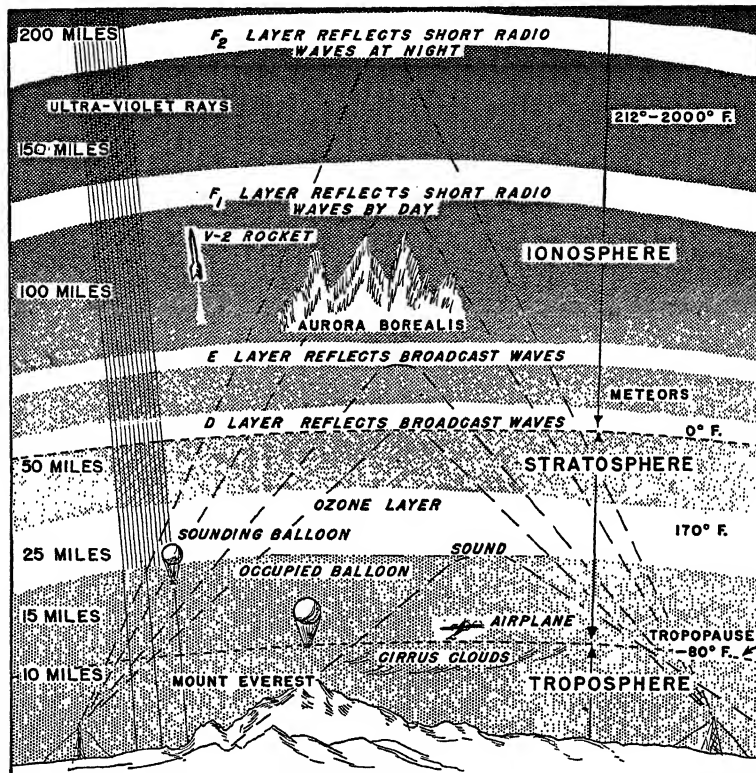 200 MILES
F2 LAYER REFLECTS SHORT RADIO
WAVES AT NIGHT
ULTRA-VIOLET RAYS
212°-2000° F.
150 MILES
F1 LAYER REFLECTS SHORT RADIO
WAVES BY DAY
V-2 ROCKET
IONOSPHERE
100 MILES
AURORA BOREALIS
E LAYER REFLECTS BROADCAST WAVES
METEORS
D LAYER REFLECTS BROADCAST WAVES
0° F.
50 MILES
STRATOSPHERE
OZONE LAYER
170° F.
SOUNDING BALLOON
25 MILES
SOUND
OCCUPIED BALLOON
15 MILES
AIRPLANE
TROPOPAUSE
-80° F.
CIRRUS CLOUDS
10 MILES
MOUNT EVEREST
TROPOSPHERE